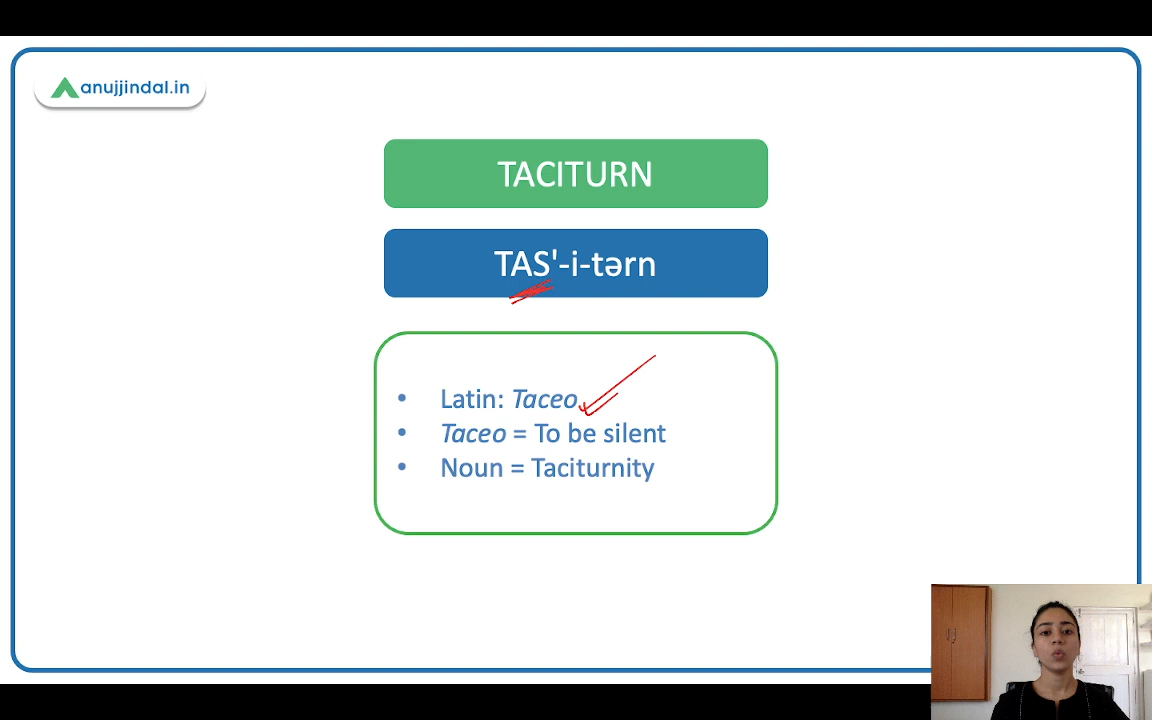 anujjindal.in
TACITURN
TAS'-i-tərn
• Latin: Taceo
• Taceo = To be silent
• Noun = Taciturnity